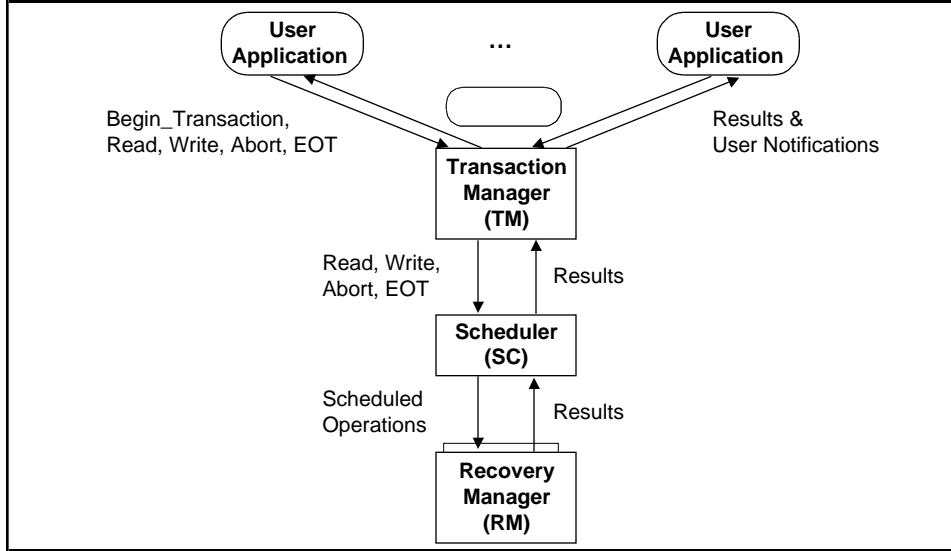 User
Application
...
User
Application
Begin_Transaction,
Read, Write, Abort, EOT
Results &
User Notifications
Transaction
Manager
(TM)
Read, Write,
Abort, EOT
Results
Scheduler
(SC)
Scheduled
Operations
Results
Recovery
Manager
(RM)